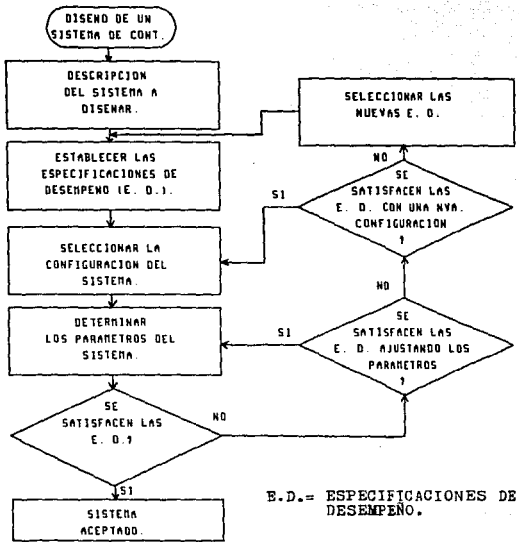 DISENO DE UN
SISTEMA DE CONT.
DESCRIPCION
DEL SISTEMA A
DISENAR.
ESTABLECER LAS
ESPECIFICACIONES DE
DESEMPENO (E. D.).
SELECCIONAR LA
CONFIGURACION DEL
SISTEMA.
DETERMINAR
LOS PARAMETROS DEL
SISTEMA.
SE
SATISFACEN LAS
E. D.?
SI
SISTEMA
ACEPTADO.
NO
SE
SATISFACEN LAS
E. D. AJUSTANDO LOS
PARAMETROS
?
SI
NO
SE
SATISFACEN LAS
E. D. CON UNA NVA.
CONFIGURACION
?
SI
NO
SELECCIONAR LAS
NUEVAS E. D.
E.D.= ESPECIFICACIONES DE
DESEMPEÑO.